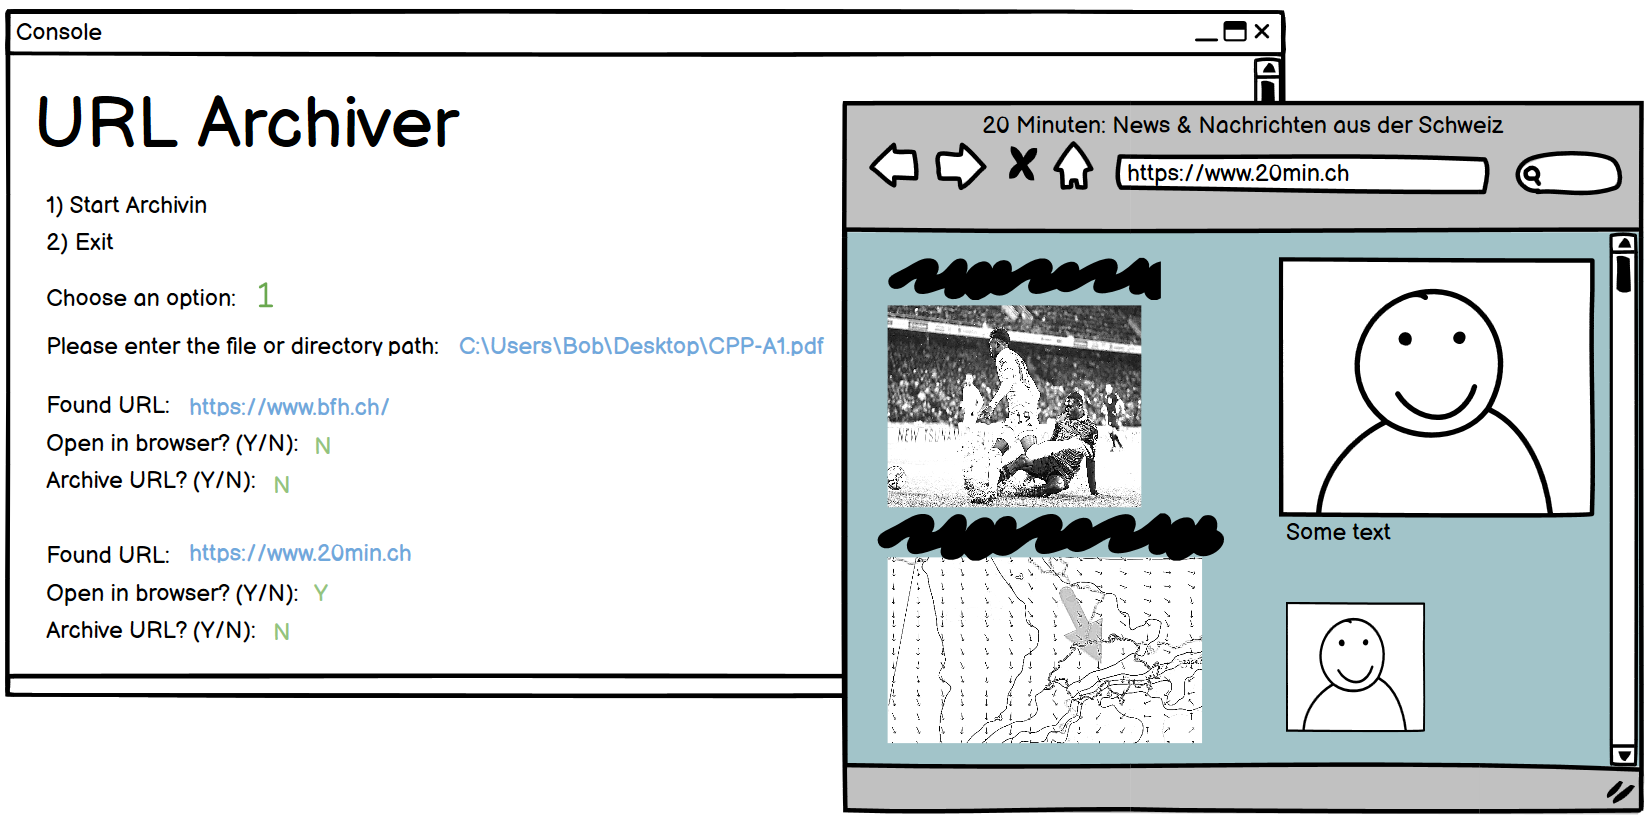 Console
URL Archiver
1) Start Archivin
2) Exit
Choose an option: 1
Please enter the file or directory path: C:\Users\Bob\Desktop\CPP-A1.pdf
Found URL: https://www.bfh.ch/
Open in browser? (Y/N): N
Archive URL? (Y/N): N
Found URL: https://www.20min.ch
Open in browser? (Y/N): Y
Archive URL? (Y/N): N
20 Minuten: News & Nachrichten aus der Schweiz
https://www.20min.ch
19
Some text